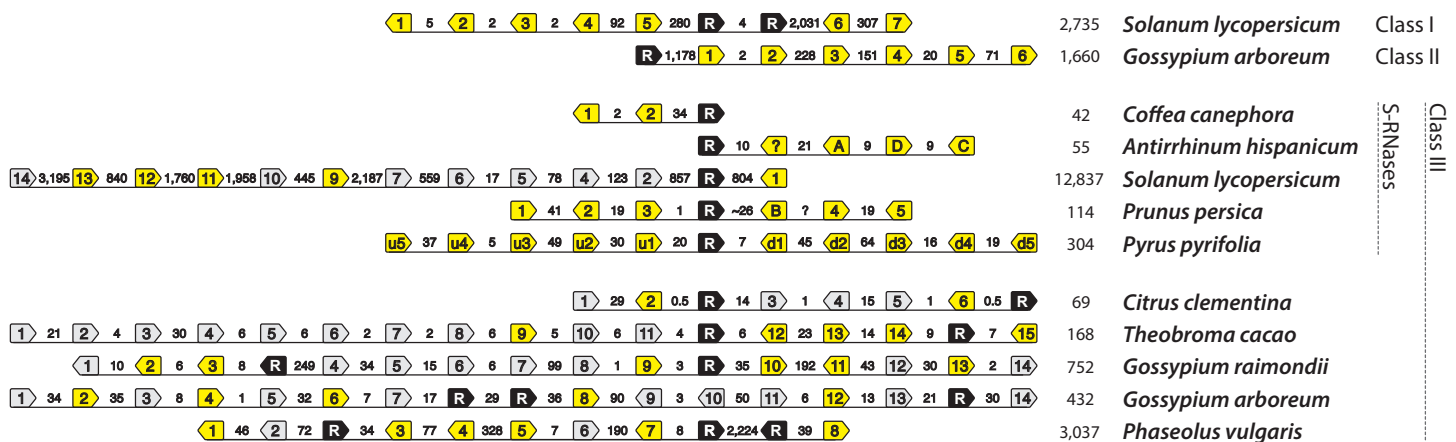 1 5 2 2 3 2 4 92 5 280 R 4 R 2,031 6 307 7 2,735 Solanum lycopersicum Class I
R 1,178 1 2 2 228 3 151 4 20 5 71 6 1,660 Gossypium arboreum Class II
1 2 2 34 R 42 Coffea canephora
R 10 ? 21 A 9 D 9 C 55 Antirrhinum hispanicum
14 3,195 13 840 12 1,760 11 1,958 10 445 9 2,187 7 559 6 17 5 78 4 123 2 857 R 804 1 12,837 Solanum lycopersicum
1 41 2 19 3 1 R ~26 B ? 4 19 5 114 Prunus persica
u5 37 u4 5 u3 49 u2 30 u1 20 R 7 d1 45 d2 64 d3 16 d4 19 d5 304 Pyrus pyrifolia
S-RNases
Class III
1 29 2 0.5 R 14 3 1 4 15 5 1 6 0.5 R 69 Citrus clementina
1 21 2 4 3 30 4 6 5 6 6 2 7 2 8 6 9 5 10 6 11 4 R 6 12 23 13 14 14 9 R 7 15 168 Theobroma cacao
1 10 2 6 3 8 R 249 4 34 5 15 6 6 7 99 8 1 9 3 R 35 10 192 11 43 12 30 13 2 14 752 Gossypium raimondii
1 34 2 35 3 8 4 1 5 32 6 7 7 17 R 29 R 36 8 90 9 3 10 50 11 6 12 13 13 21 R 30 14 432 Gossypium arboreum
1 46 2 72 R 34 3 77 4 328 5 7 6 190 7 8 R 2,224 R 39 8 3,037 Phaseolus vulgaris